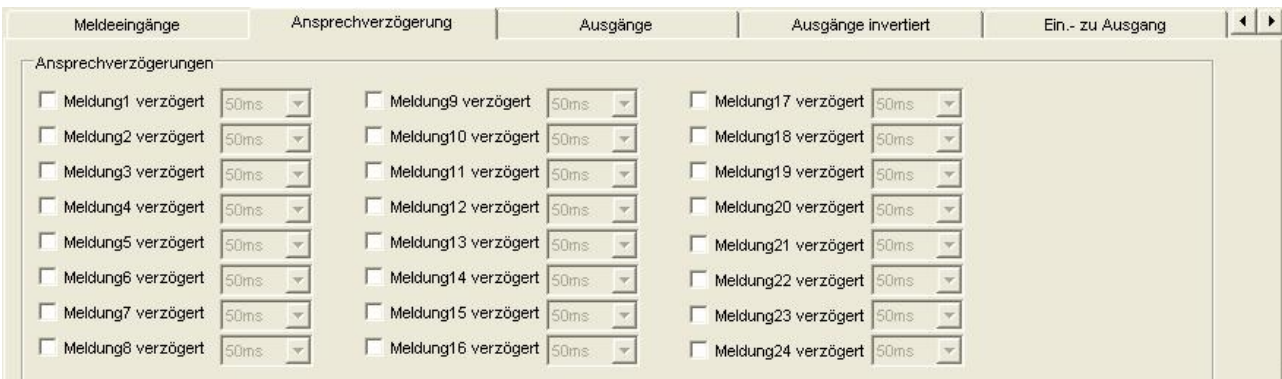 Meldeeingänge Ansprechverzögerung Ausgänge Ausgänge invertiert Ein.- zu Ausgang
Ansprechverzögerungen
Meldung1 verzögert 50ms Meldung9 verzögert 50ms Meldung17 verzögert 50ms
Meldung2 verzögert 50ms Meldung10 verzögert 50ms Meldung18 verzögert 50ms
Meldung3 verzögert 50ms Meldung11 verzögert 50ms Meldung19 verzögert 50ms
Meldung4 verzögert 50ms Meldung12 verzögert 50ms Meldung20 verzögert 50ms
Meldung5 verzögert 50ms Meldung13 verzögert 50ms Meldung21 verzögert 50ms
Meldung6 verzögert 50ms Meldung14 verzögert 50ms Meldung22 verzögert 50ms
Meldung7 verzögert 50ms Meldung15 verzögert 50ms Meldung23 verzögert 50ms
Meldung8 verzögert 50ms Meldung16 verzögert 50ms Meldung24 verzögert 50ms